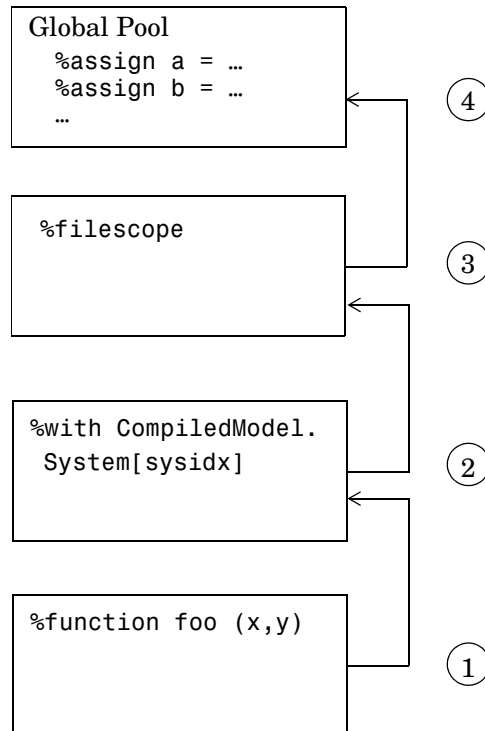 Global Pool
%assign a = …
%assign b = …
…
4
%filescope
3
%with CompiledModel.
System[sysidx]
2
%function foo (x,y)
1